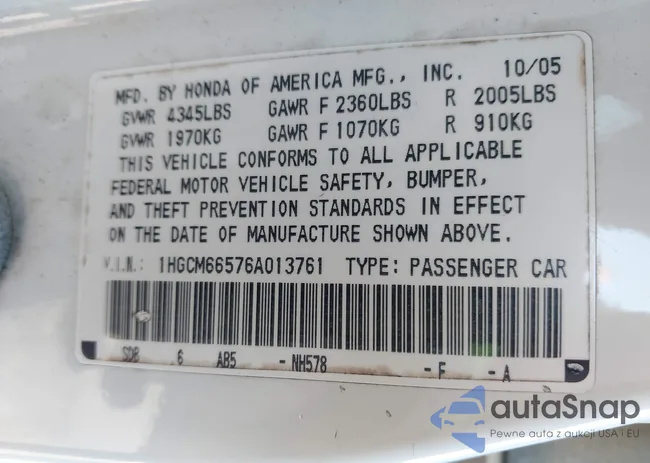 MFD. BY HONDA OF AMERICA MFG., INC. 10/05
GVWR 4345LBS GAWR F 2360LBS R 2005LBS
GVWR 1970KG GAWR F 1070KG R 910KG
THIS VEHICLE CONFORMS TO ALL APPLICABLE
FEDERAL MOTOR VEHICLE SAFETY, BUMPER,
AND THEFT PREVENTION STANDARDS IN EFFECT
ON THE DATE OF MANUFACTURE SHOWN ABOVE.
V.I.N.: 1HGCM66576A013761 TYPE: PASSENGER CAR
SDB 6 AB5 - NH578 - F - A
autaSnap
Pewne auta z aukcji USA i EU